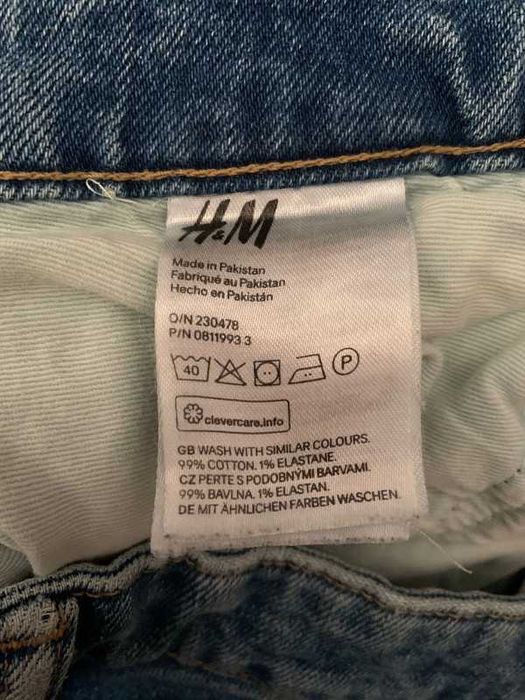 H&M
Made in Pakistan
Fabriqué au Pakistan
Hecho en Pakistán
O/N 230478
P/N 0811993 3
40 P
clevercare.info
GB WASH WITH SIMILAR COLOURS.
99% COTTON. 1% ELASTANE.
CZ PERTE S PODOBNÝMI BARVAMI.
99% BAVLNA. 1% ELASTAN.
DE MIT ÄHNLICHEN FARBEN WASCHEN.